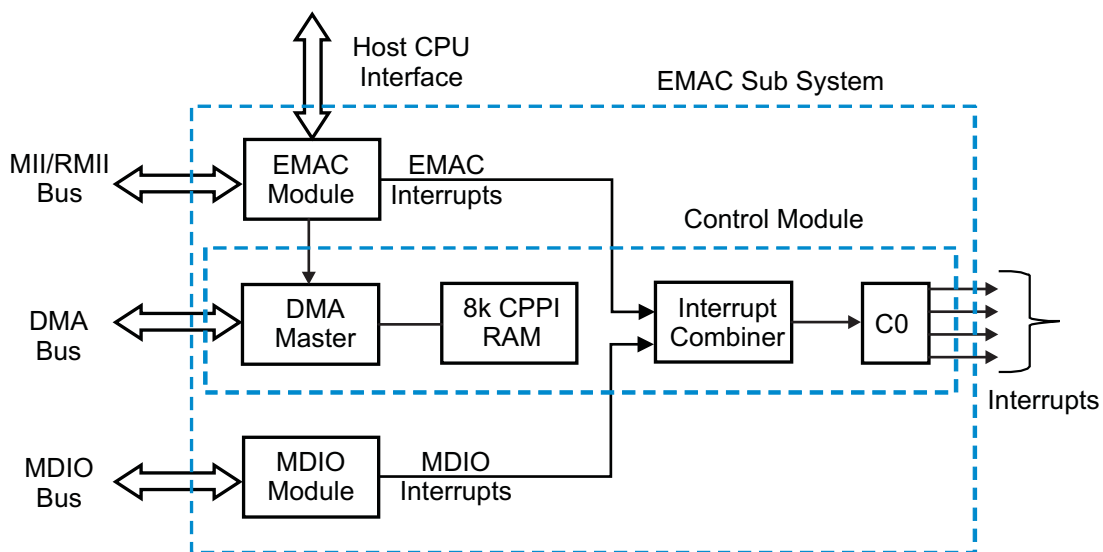 Host CPU
Interface
EMAC Sub System
MII/RMII
Bus
EMAC
Module
EMAC
Interrupts
Control Module
DMA
Bus
DMA
Master
8k CPPI
RAM
Interrupt
Combiner
C0
Interrupts
MDIO
Bus
MDIO
Module
MDIO
Interrupts